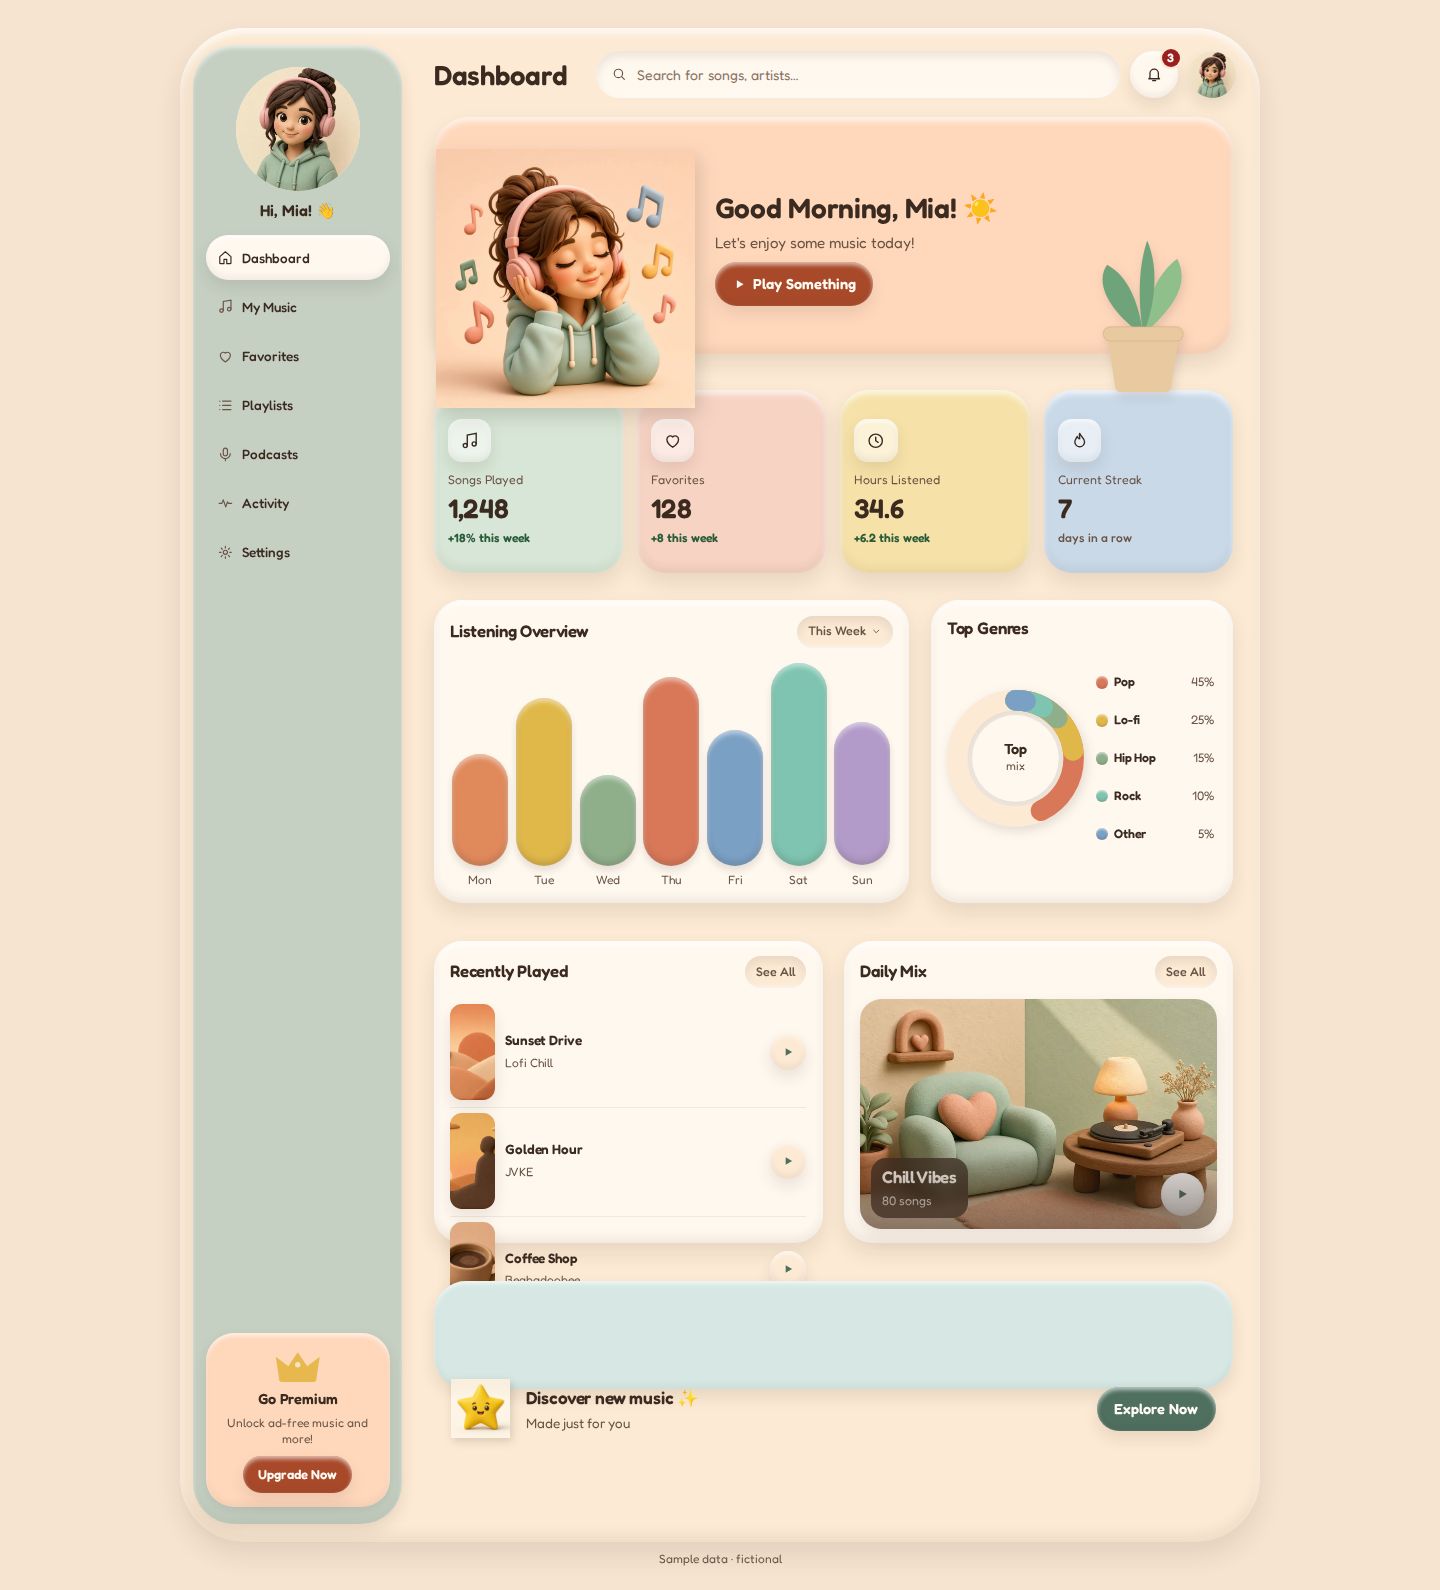 Hi, Mia! 👋
Dashboard
My Music
Favorites
Playlists
Podcasts
Activity
Settings
Go Premium
Unlock ad-free music and
more!
Upgrade Now
Dashboard
Search for songs, artists...
3
Good Morning, Mia! ☀️
Let's enjoy some music today!
Play Something
Songs Played
1,248
+18% this week
Favorites
128
+8 this week
Hours Listened
34.6
+6.2 this week
Current Streak
7
days in a row
Listening Overview
This Week
Mon Tue Wed Thu Fri Sat Sun
Top Genres
Top
mix
Pop 45%
Lo-fi 25%
Hip Hop 15%
Rock 10%
Other 5%
Recently Played
See All
Sunset Drive
Lofi Chill
Golden Hour
JVKE
Coffee Shop
Beabadoobee
Daily Mix
See All
Chill Vibes
80 songs
Discover new music ✨
Made just for you
Explore Now
Sample data · fictional